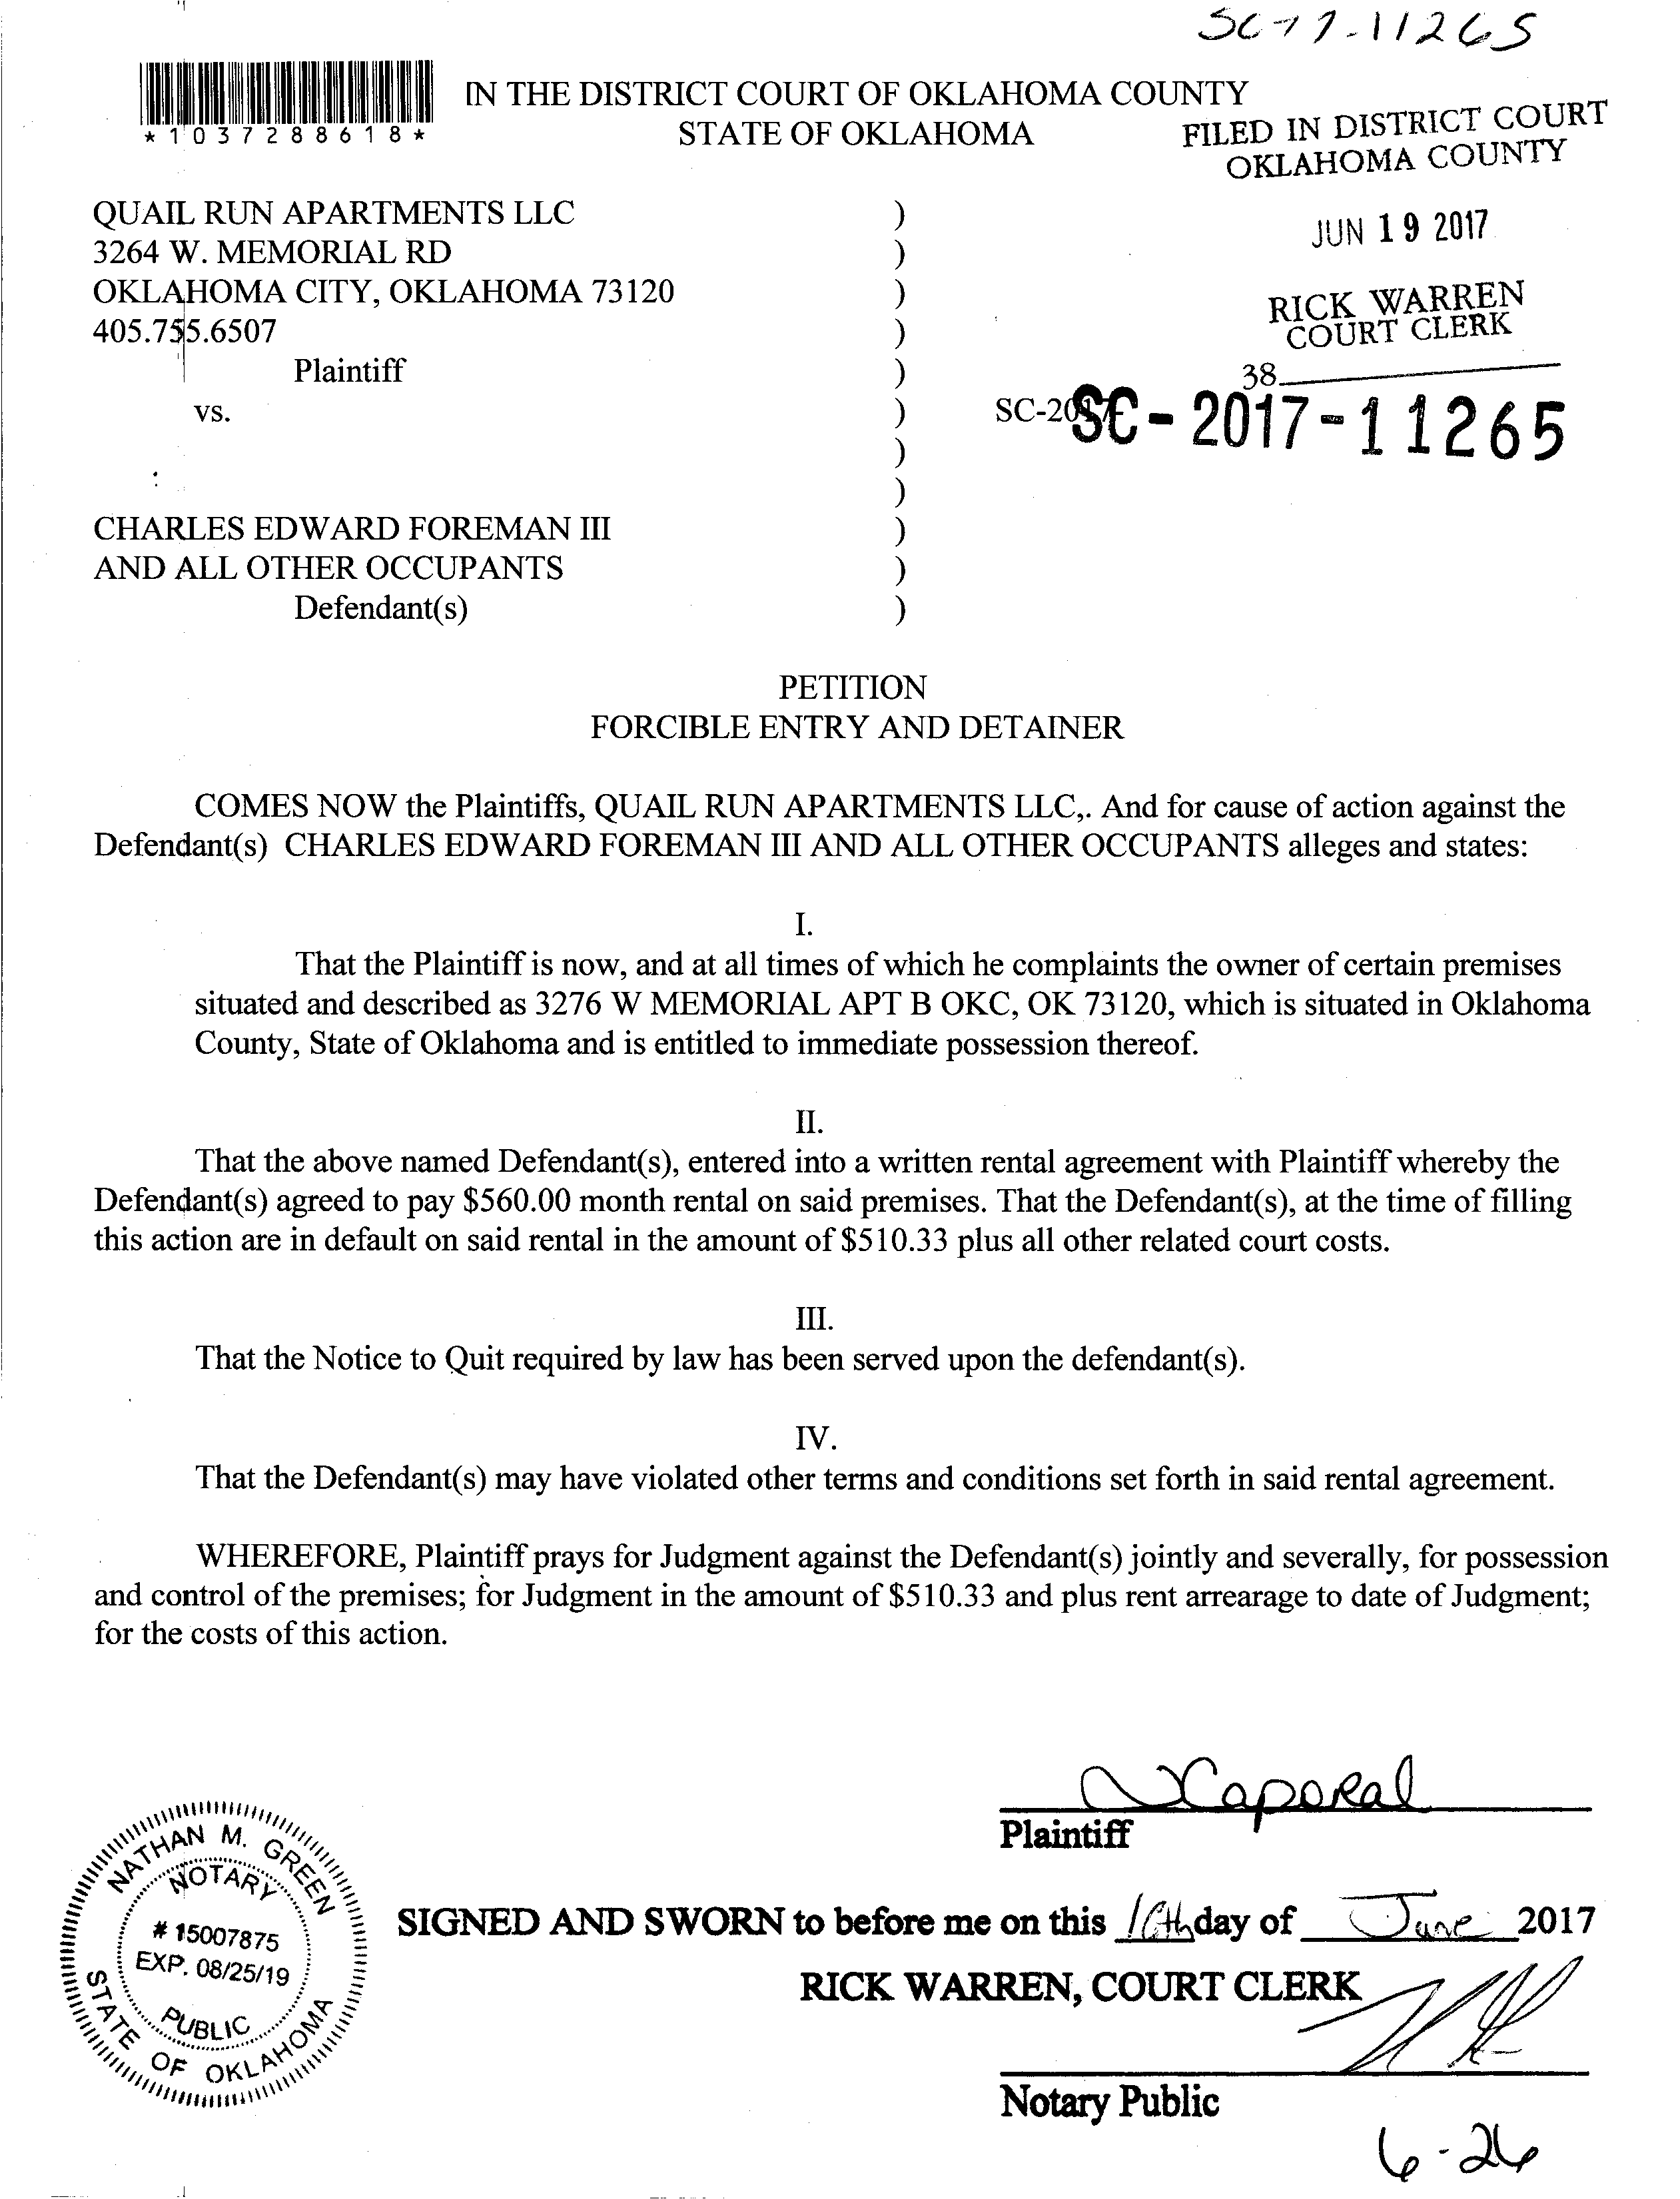 SC-17-11265
*1037288618*
IN THE DISTRICT COURT OF OKLAHOMA COUNTY
STATE OF OKLAHOMA
FILED IN DISTRICT COURT
OKLAHOMA COUNTY
JUN 19 2017
RICK WARREN
COURT CLERK
38
QUAIL RUN APARTMENTS LLC )
3264 W. MEMORIAL RD )
OKLAHOMA CITY, OKLAHOMA 73120 )
405.755.6507 )
Plaintiff )
vs. ) SC-2017- SC-2017-11265
)
)
CHARLES EDWARD FOREMAN III )
AND ALL OTHER OCCUPANTS )
Defendant(s) )
PETITION
FORCIBLE ENTRY AND DETAINER
COMES NOW the Plaintiffs, QUAIL RUN APARTMENTS LLC,. And for cause of action against the
Defendant(s) CHARLES EDWARD FOREMAN III AND ALL OTHER OCCUPANTS alleges and states:
I.
That the Plaintiff is now, and at all times of which he complaints the owner of certain premises
situated and described as 3276 W MEMORIAL APT B OKC, OK 73120, which is situated in Oklahoma
County, State of Oklahoma and is entitled to immediate possession thereof.
II.
That the above named Defendant(s), entered into a written rental agreement with Plaintiff whereby the
Defendant(s) agreed to pay $560.00 month rental on said premises. That the Defendant(s), at the time of filling
this action are in default on said rental in the amount of $510.33 plus all other related court costs.
III.
That the Notice to Quit required by law has been served upon the defendant(s).
IV.
That the Defendant(s) may have violated other terms and conditions set forth in said rental agreement.
WHEREFORE, Plaintiff prays for Judgment against the Defendant(s) jointly and severally, for possession
and control of the premises; for Judgment in the amount of $510.33 and plus rent arrearage to date of Judgment;
for the costs of this action.
Caporal
Plaintiff
NATHAN M. GREEN
NOTARY
# 15007875
EXP. 08/25/19
PUBLIC
STATE OF OKLAHOMA
SIGNED AND SWORN to before me on this day of June 2017
RICK WARREN, COURT CLERK
Notary Public
6-26